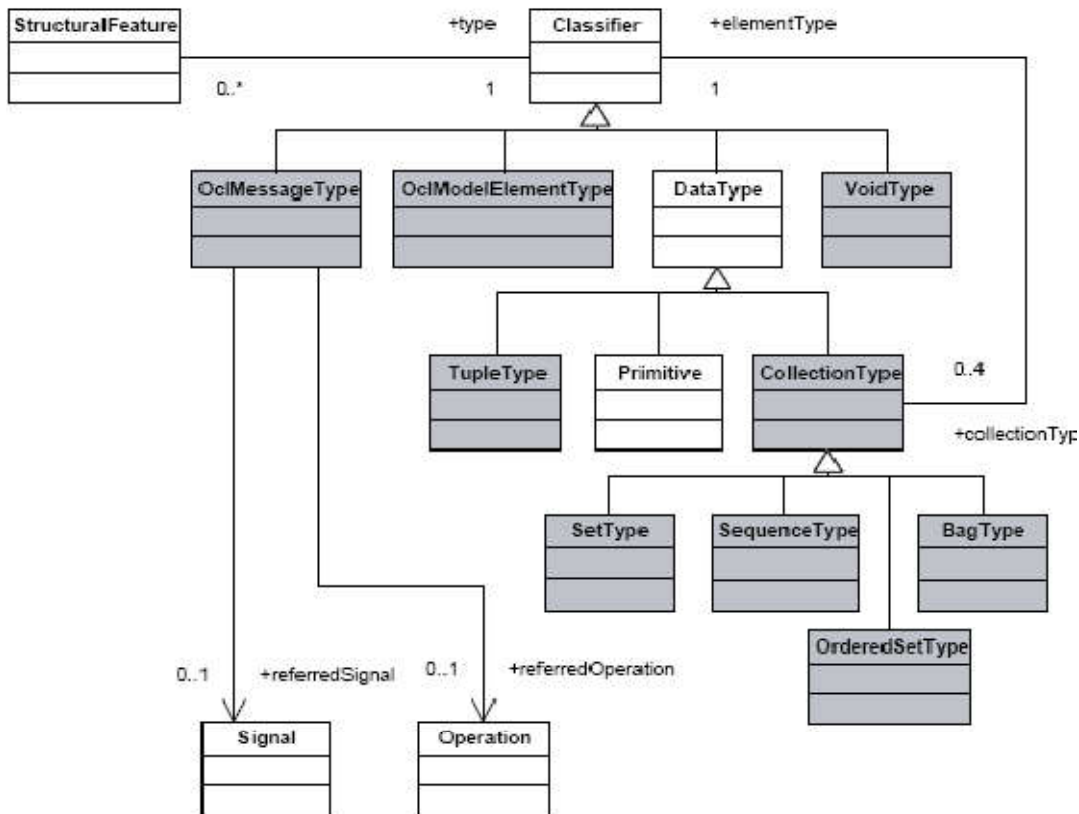 StructuralFeature
+type
Classifier
+elementType
0..*
1
1
OclMessageType
OclModelElementType
DataType
VoidType
TupleType
Primitive
CollectionType
0..4
+collectionTyp
SetType
SequenceType
BagType
OrderedSetType
0..1
+referredSignal
0..1
+referredOperation
Signal
Operation